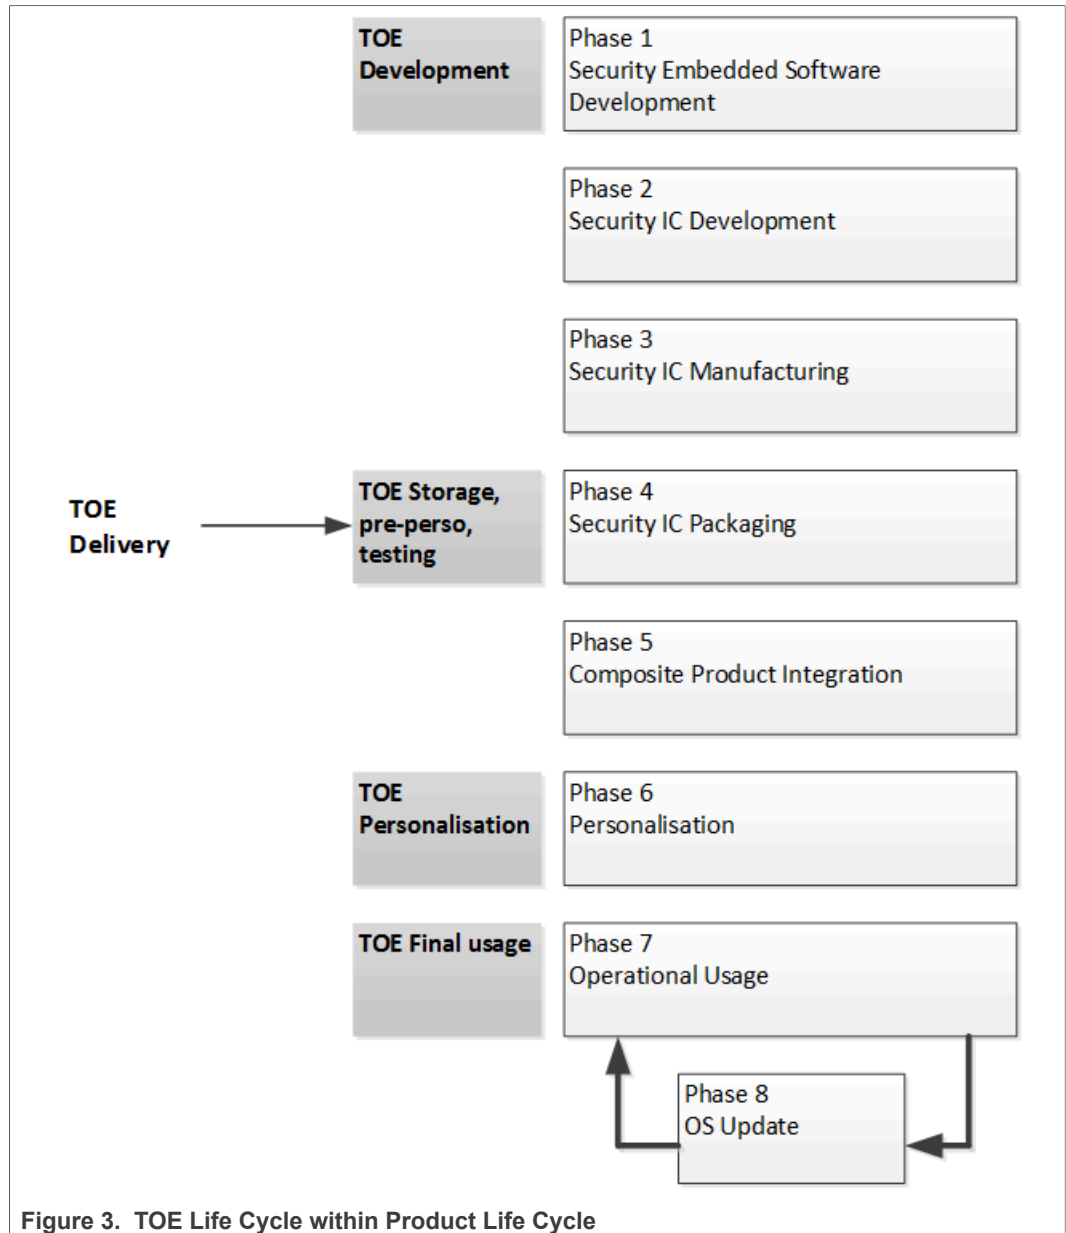 TOE
Development
Phase 1
Security Embedded Software
Development
Phase 2
Security IC Development
Phase 3
Security IC Manufacturing
TOE
Delivery
TOE Storage,
pre-perso,
testing
Phase 4
Security IC Packaging
Phase 5
Composite Product Integration
TOE
Personalisation
Phase 6
Personalisation
TOE Final usage
Phase 7
Operational Usage
Phase 8
OS Update
Figure 3. TOE Life Cycle within Product Life Cycle